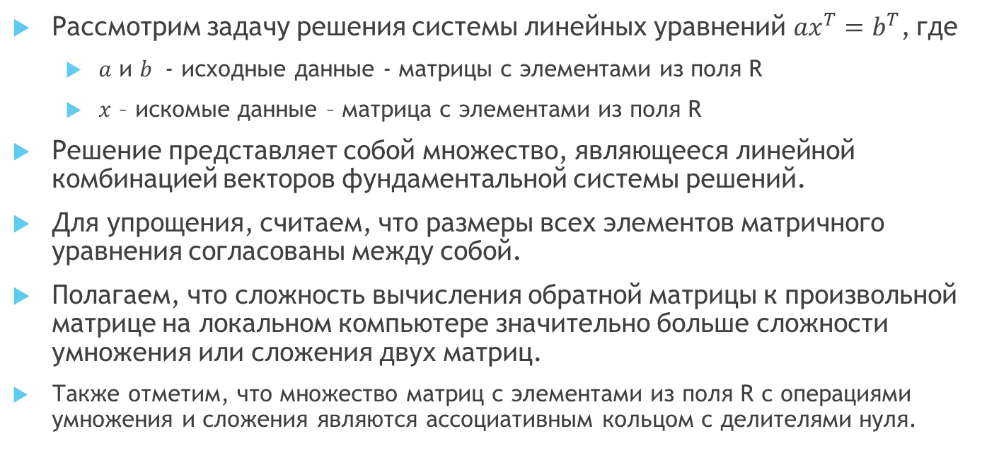 Рассмотрим задачу решения системы линейных уравнений axᵀ = bᵀ, где
a и b - исходные данные - матрицы с элементами из поля R
x - искомые данные - матрица с элементами из поля R
Решение представляет собой множество, являющееся линейной
комбинацией векторов фундаментальной системы решений.
Для упрощения, считаем, что размеры всех элементов матричного
уравнения согласованы между собой.
Полагаем, что сложность вычисления обратной матрицы к произвольной
матрице на локальном компьютере значительно больше сложности
умножения или сложения двух матриц.
Также отметим, что множество матриц с элементами из поля R с операциями
умножения и сложения являются ассоциативным кольцом с делителями нуля.